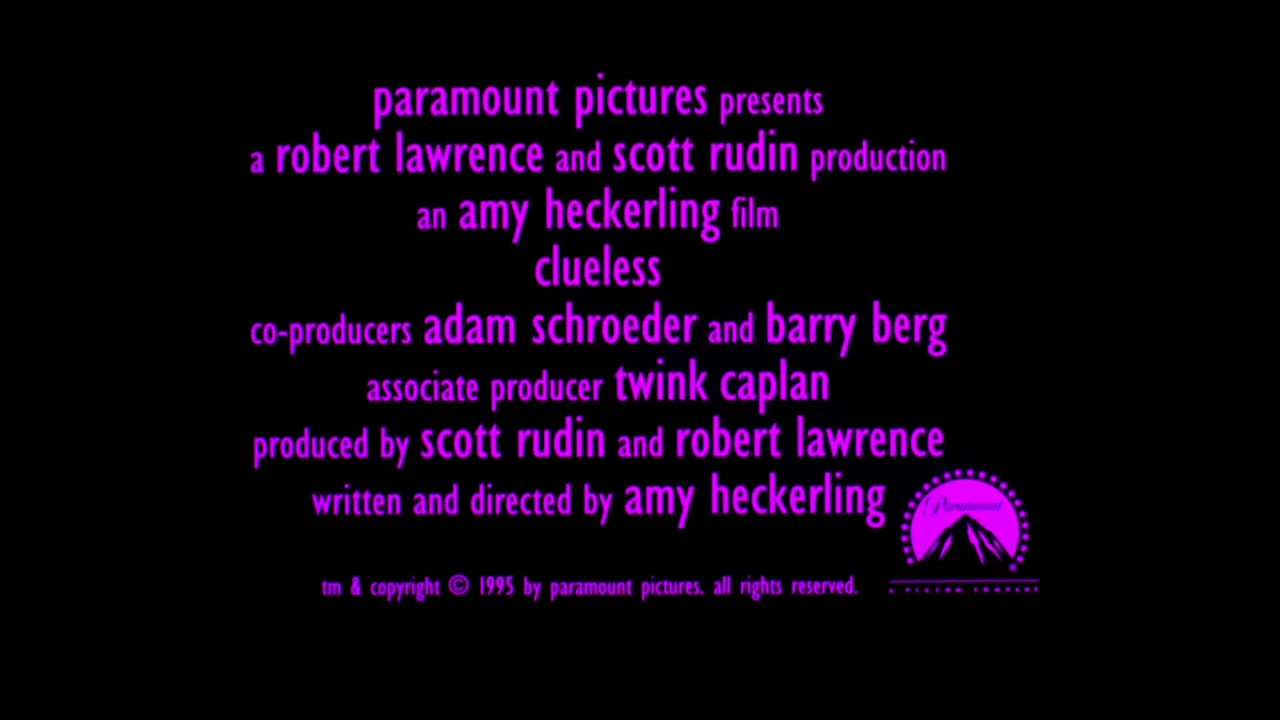 paramount pictures presents
a robert lawrence and scott rudin production
an amy heckerling film
clueless
co-producers adam schroeder and barry berg
associate producer twink caplan
produced by scott rudin and robert lawrence
written and directed by amy heckerling
Paramount
tm & copyright © 1995 by paramount pictures. all rights reserved.